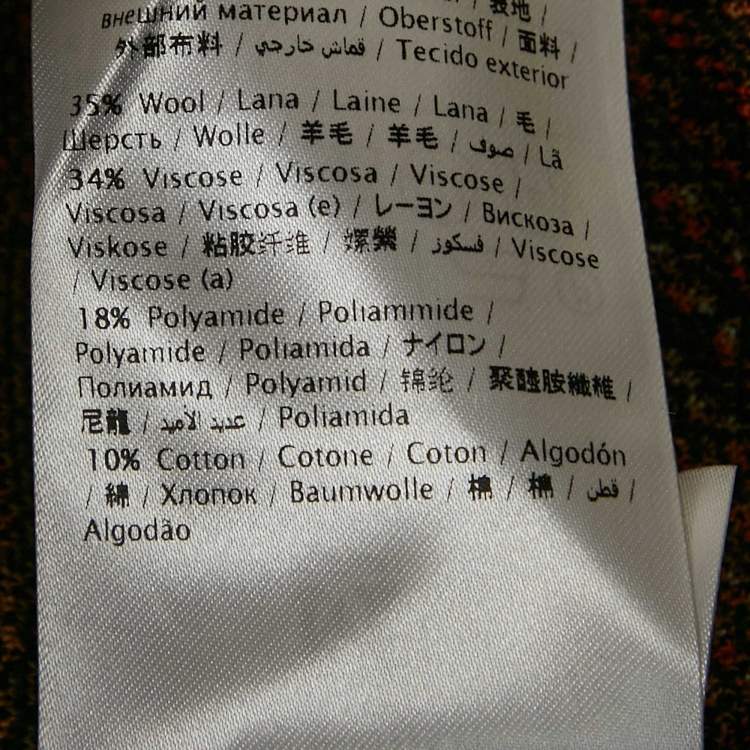 / 表地 /
внешний материал / Oberstoff / 面料 /
外部布料 / قماش خارجي / Tecido exterior
35% Wool / Lana / Laine / Lana / 毛 /
Шерсть / Wolle / 羊毛 / 羊毛 / صوف / Lã
34% Viscose / Viscosa / Viscose /
Viscosa / Viscosa (e) / レーヨン / Вискоза /
Viskose / 粘胶纤维 / 嫘縈 / فسكوز / Viscose
/ Viscose (a)
18% Polyamide / Poliammide /
Polyamide / Poliamida / ナイロン /
Полиамид / Polyamid / 锦纶 / 聚醯胺纖維 /
尼龍 / عديد الأميد / Poliamida
10% Cotton / Cotone / Coton / Algodón
/ 綿 / Хлопок / Baumwolle / 棉 / 棉 / قطن /
Algodão